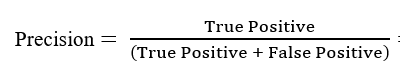 Precision = True Positive / (True Positive + False Positive) =